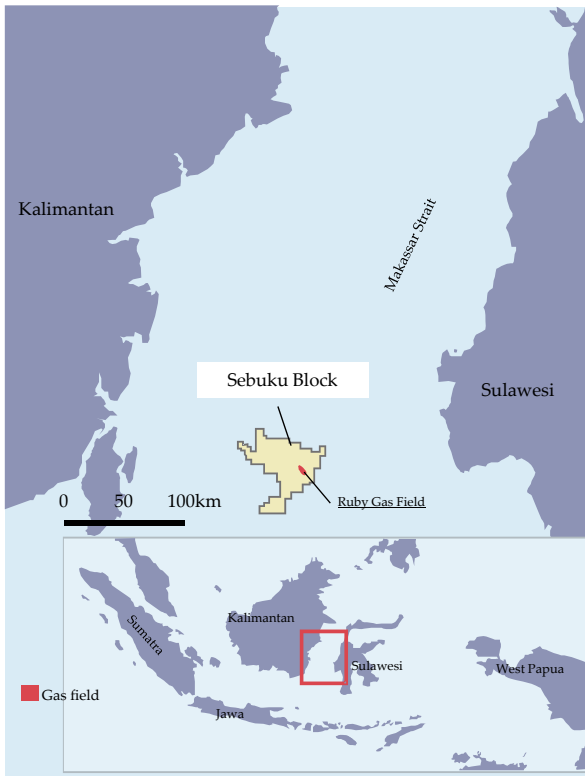 Kalimantan
Makassar Strait
Sebuku Block
Sulawesi
0 50 100km
Ruby Gas Field
Kalimantan
Sumatra
Sulawesi
West Papua
Gas field
Jawa